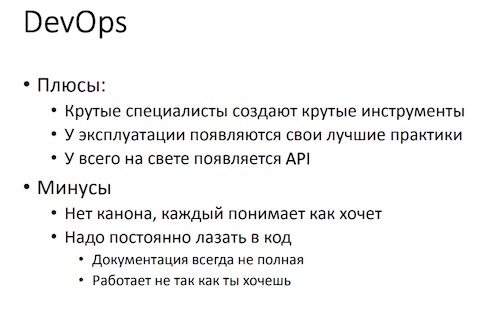 DevOps
• Плюсы:
• Крутые специалисты создают крутые инструменты
• У эксплуатации появляются свои лучшие практики
• У всего на свете появляется API
• Минусы
• Нет канона, каждый понимает как хочет
• Надо постоянно лазать в код
• Документация всегда не полная
• Работает не так как ты хочешь